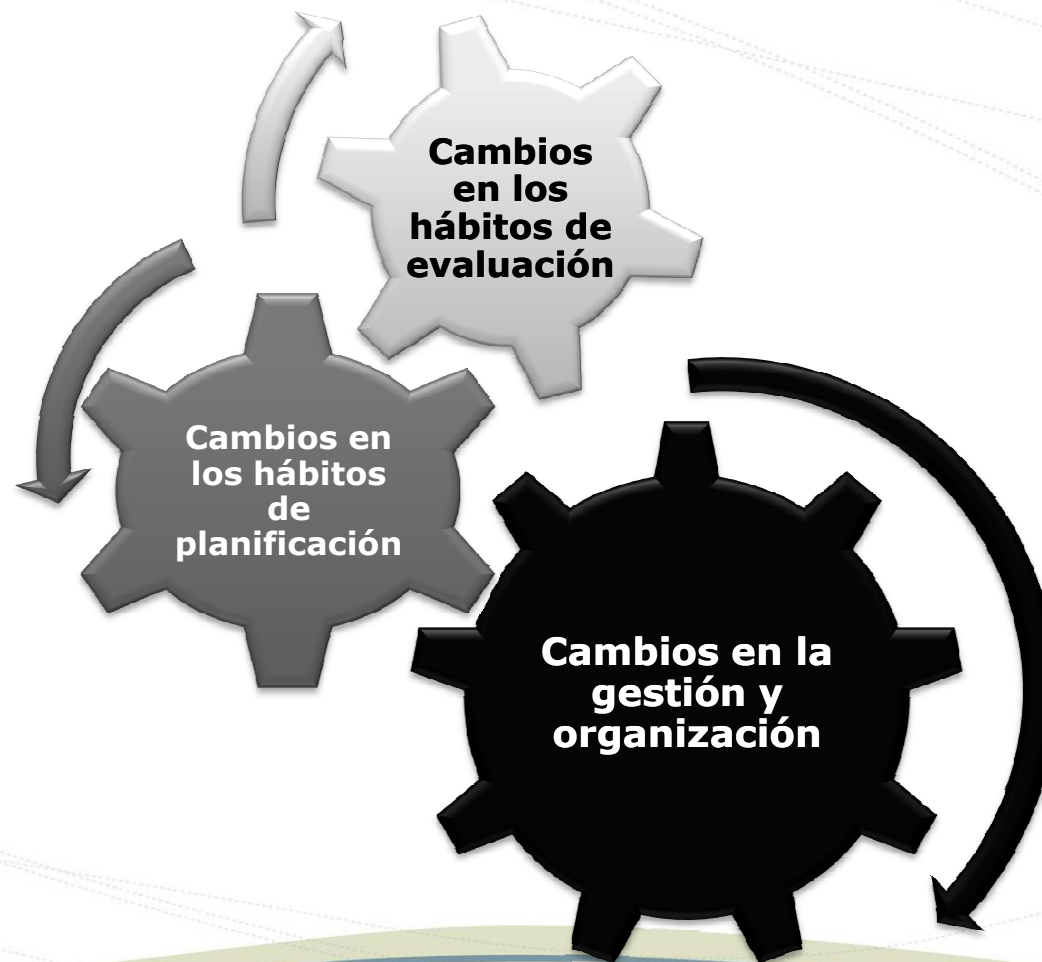 Cambios
en los
hábitos de
evaluación
Cambios en
los hábitos
de
planificación
Cambios en la
gestión y
organización